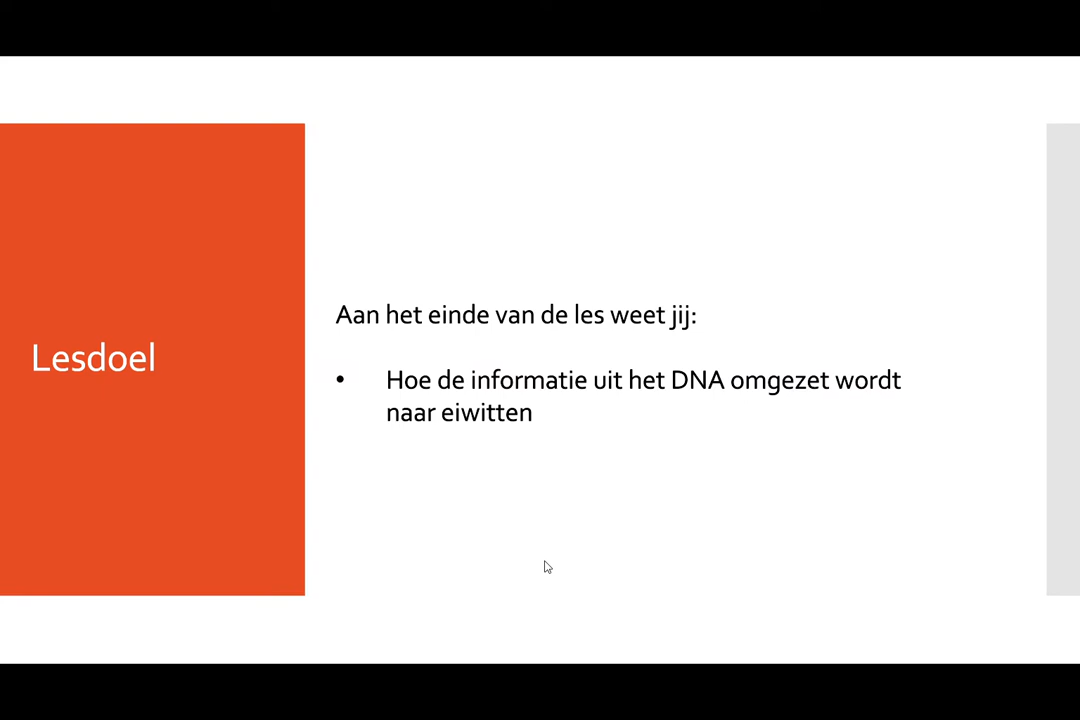 Lesdoel
Aan het einde van de les weet jij:
• Hoe de informatie uit het DNA omgezet wordt
naar eiwitten